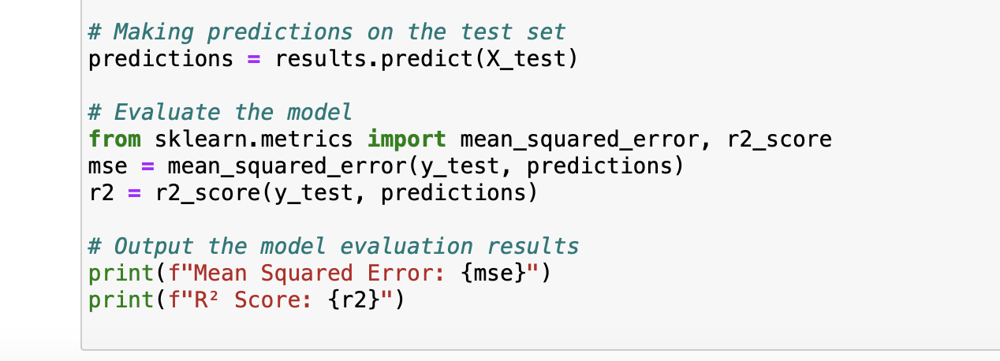 # Making predictions on the test set
predictions = results.predict(X_test)
# Evaluate the model
from sklearn.metrics import mean_squared_error, r2_score
mse = mean_squared_error(y_test, predictions)
r2 = r2_score(y_test, predictions)
# Output the model evaluation results
print(f"Mean Squared Error: {mse}")
print(f"R² Score: {r2}")